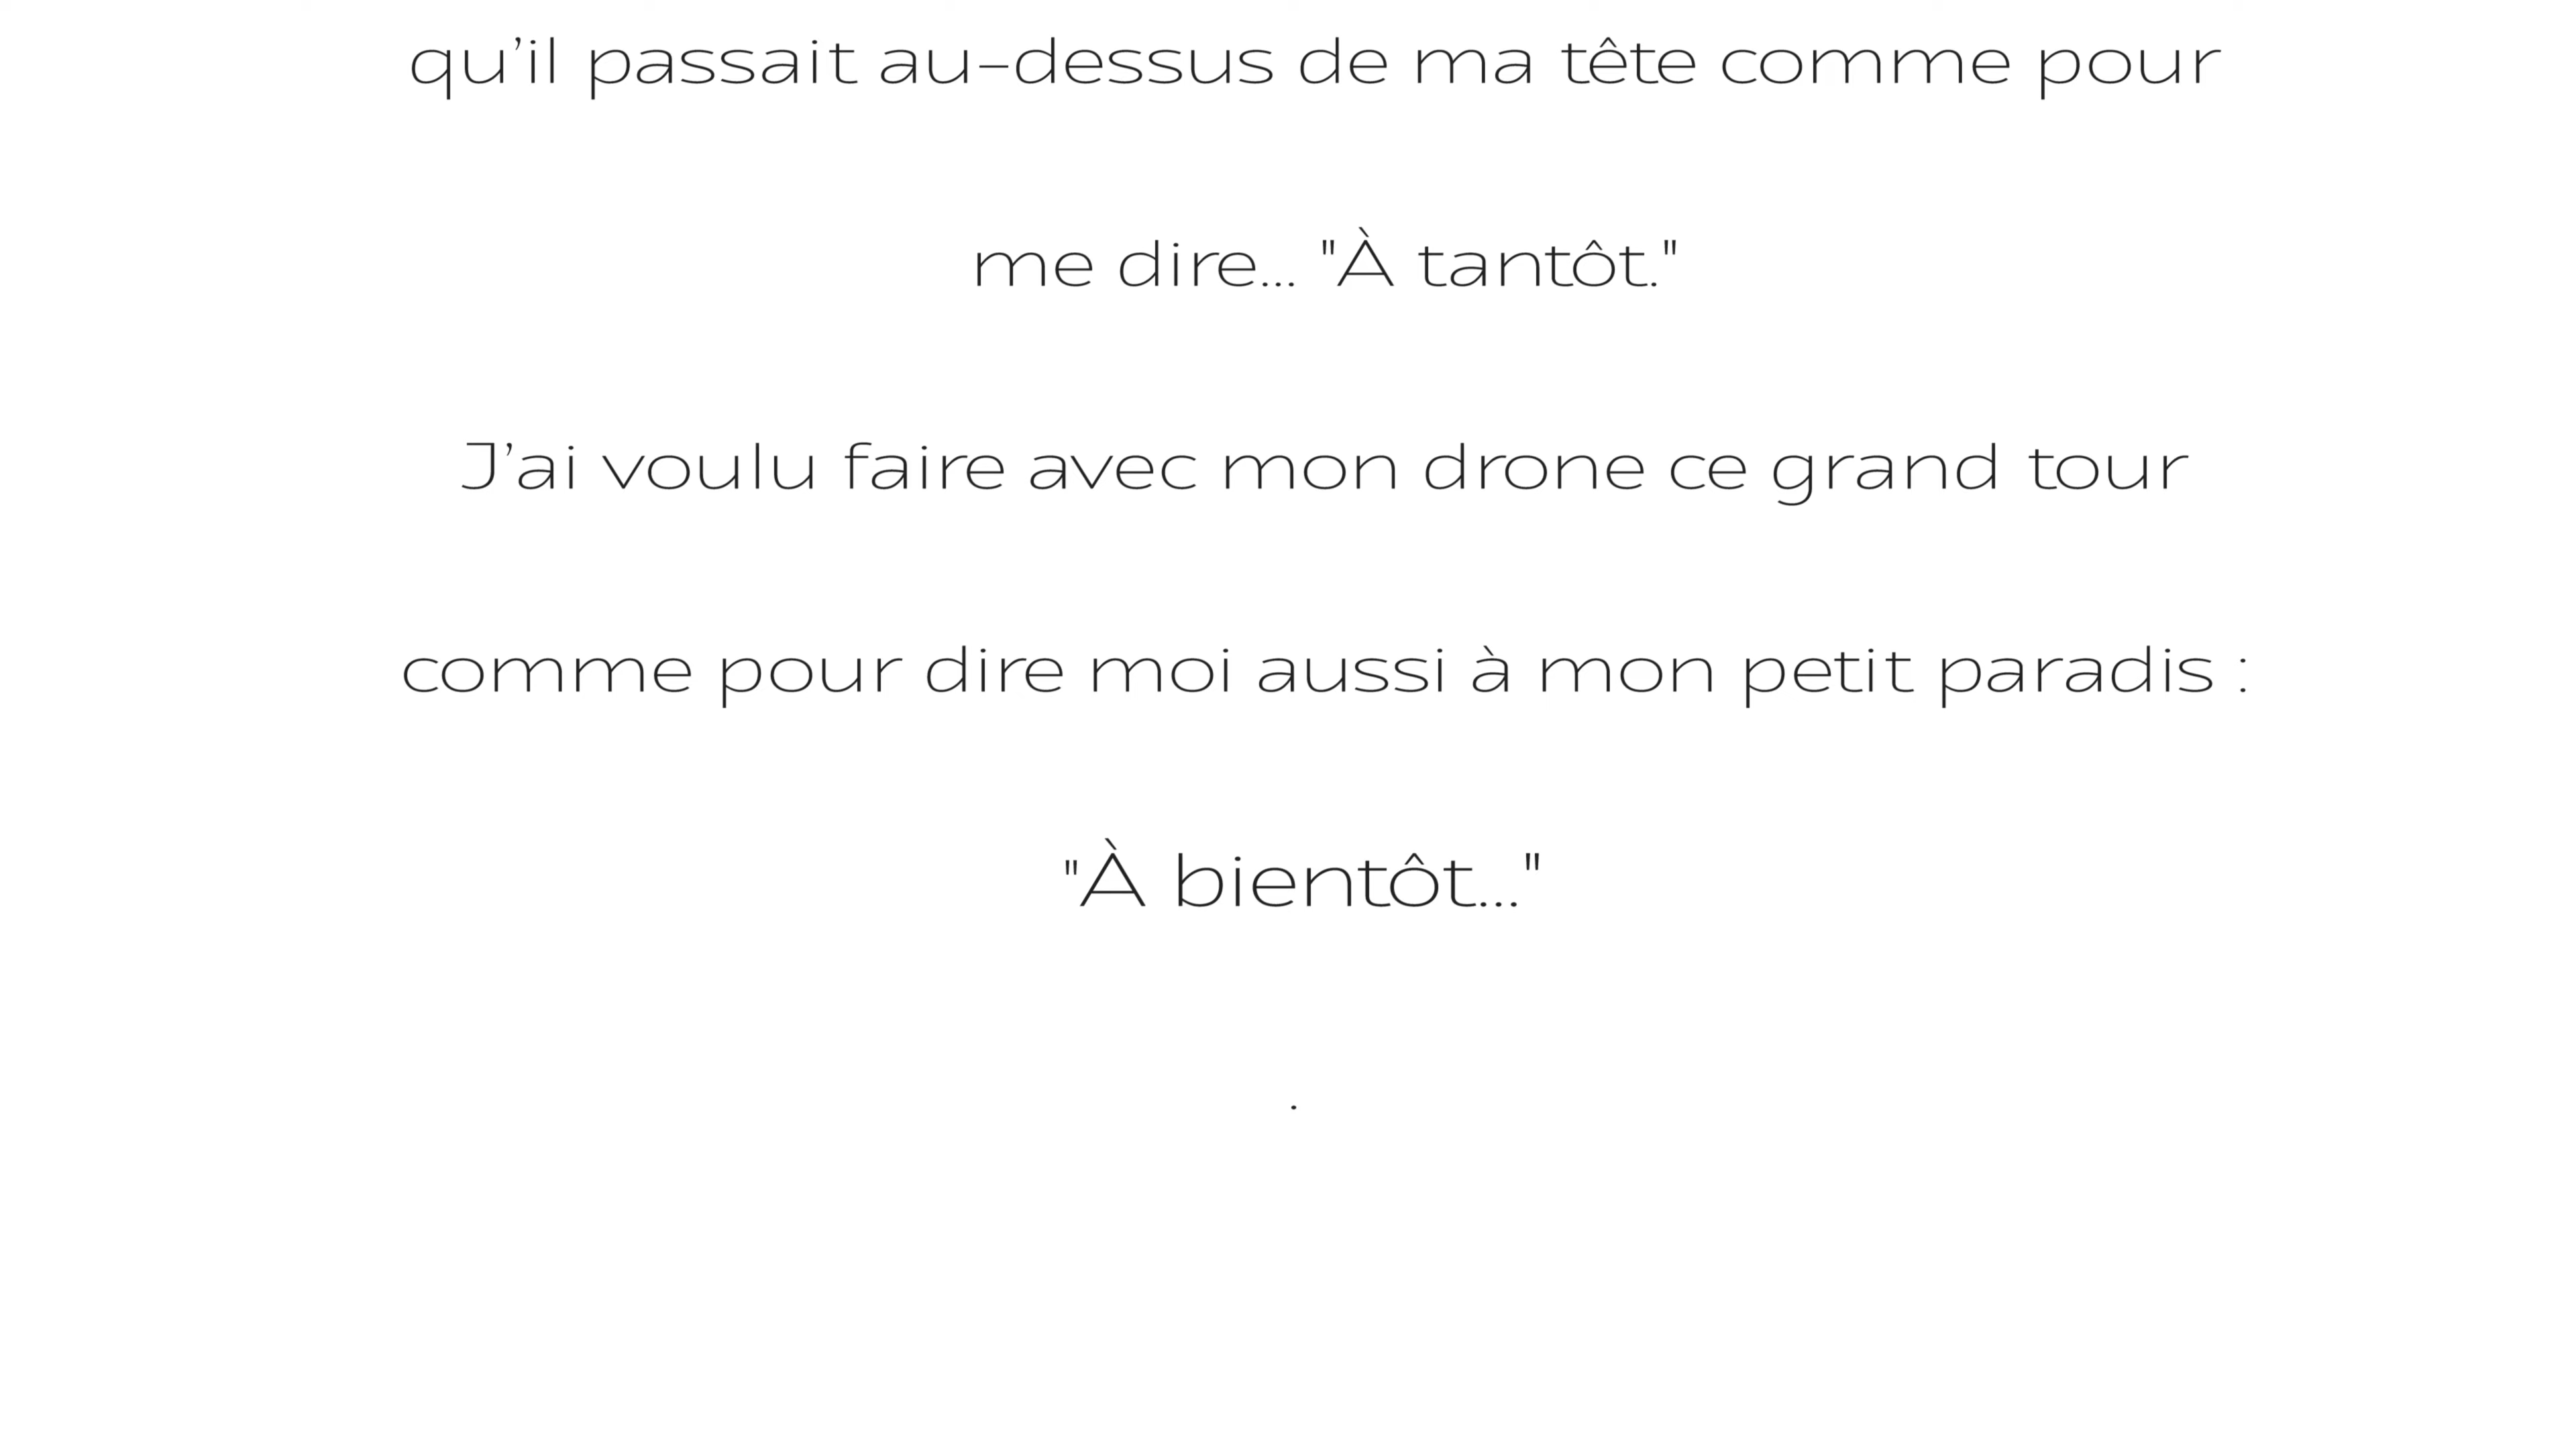 qu’il passait au-dessus de ma tête comme pour
me dire... "À tantôt."
J’ai voulu faire avec mon drone ce grand tour
comme pour dire moi aussi à mon petit paradis :
"À bientôt..."
.